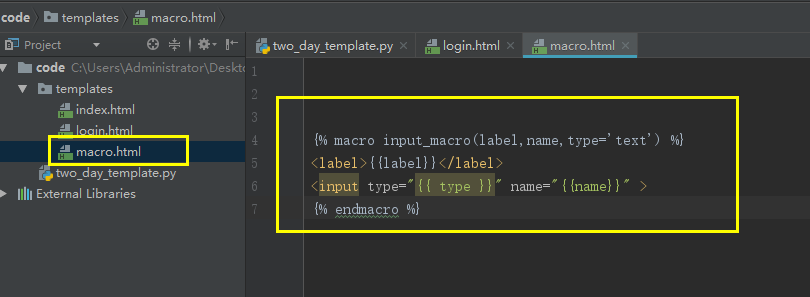 code templates macro.html
Project
two_day_template.py login.html macro.html
code C:\Users\Administrator\Deskto
templates
index.html
login.html
macro.html
two_day_template.py
External Libraries
1
2
3
4 {% macro input_macro(label,name,type='text') %}
5 <label>{{label}}</label>
6 <input type="{{ type }}" name="{{name}}" >
7 {% endmacro %}